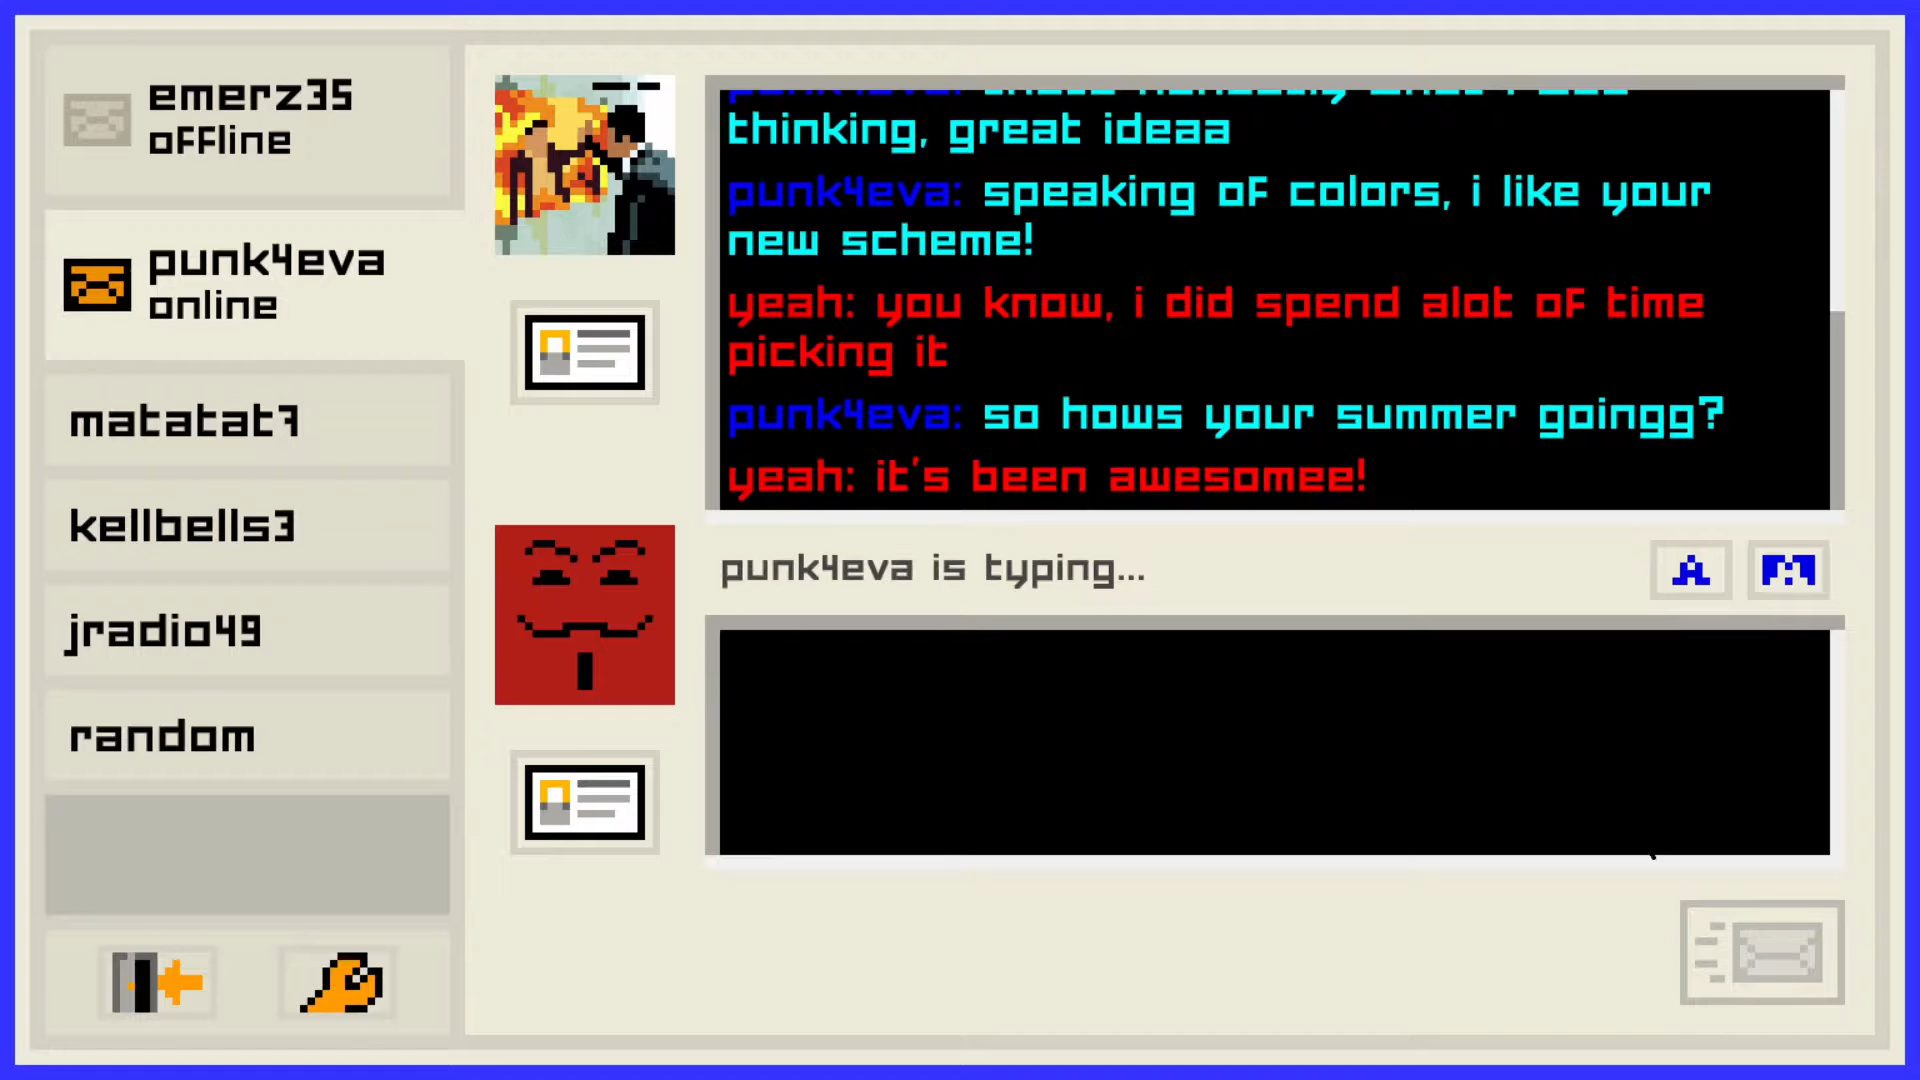 emerz35
offline
punk4eva
online
matatat7
kellbells3
jradio49
random
thinking, great ideaa
punk4eva: speaking of colors, i like your
new scheme!
yeah: you know, i did spend alot of time
picking it
punk4eva: so hows your summer goingg?
yeah: it's been awesomee!
punk4eva is typing...
A